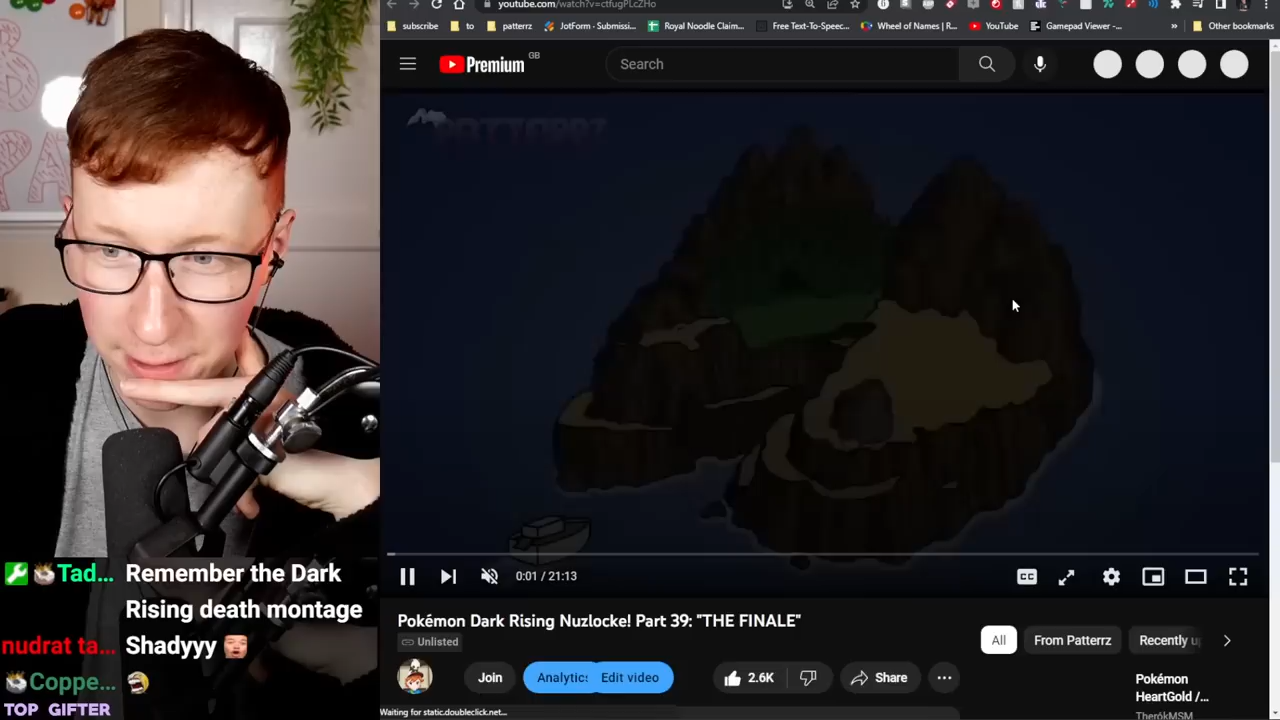 youtube.com/watch?v=ctfugPLcZHo
subscribe
to
patterrz
JotForm - Submissi...
Royal Noodle Claim...
Free Text-To-Speec...
Wheel of Names | R...
YouTube
Gamepad Viewer -...
Other bookmarks
Premium GB
Search
PATTERRZ
0:01 / 21:13
CC
Pokémon Dark Rising Nuzlocke! Part 39: "THE FINALE"
Unlisted
All
From Patterrz
Recently u
Join
Analytics
Edit video
2.6K
Share
Pokémon
HeartGold /...
TherôkMSM
Waiting for static.doubleclick.net...
Tad... Remember the Dark
Rising death montage
nudrat ta... Shadyyy
Coppe...
TOP GIFTER